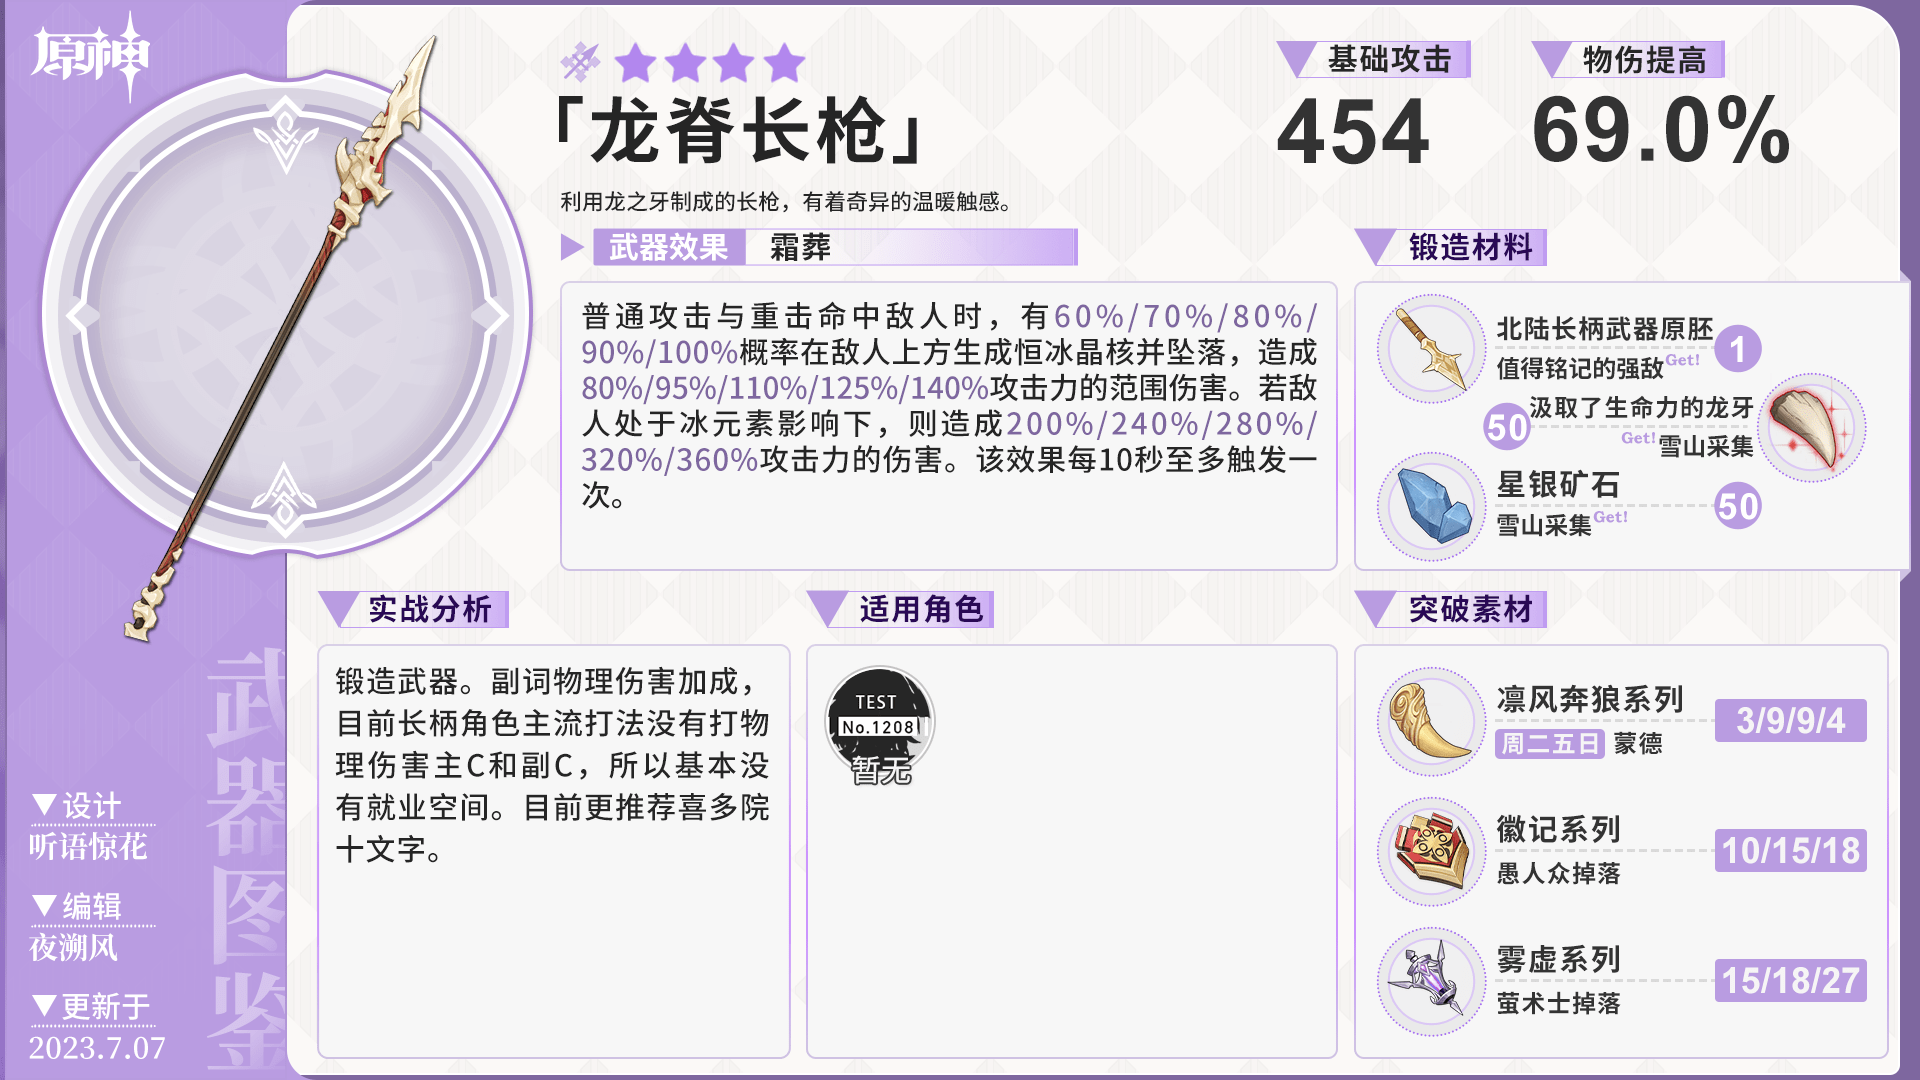 原神
「龙脊长枪」
利用龙之牙制成的长枪，有着奇异的温暖触感。
基础攻击
454
物伤提高
69.0%
武器效果
霜葬
普通攻击与重击命中敌人时，有60%/70%/80%/
90%/100%概率在敌人上方生成恒冰晶核并坠落，造成
80%/95%/110%/125%/140%攻击力的范围伤害。若敌
人处于冰元素影响下，则造成200%/240%/280%/
320%/360%攻击力的伤害。该效果每10秒至多触发一
次。
锻造材料
北陆长柄武器原胚
1
值得铭记的强敌Get!
汲取了生命力的龙牙
50
Get!雪山采集
星银矿石
50
雪山采集Get!
实战分析
锻造武器。副词物理伤害加成，
目前长柄角色主流打法没有打物
理伤害主C和副C，所以基本没
有就业空间。目前更推荐喜多院
十文字。
适用角色
TEST
No.1208
暂无
突破素材
凛风奔狼系列
3/9/9/4
周二五日 蒙德
徽记系列
10/15/18
愚人众掉落
雾虚系列
15/18/27
萤术士掉落
武器图鉴
▼设计
听语惊花
▼编辑
夜溯风
▼更新于
2023.7.07